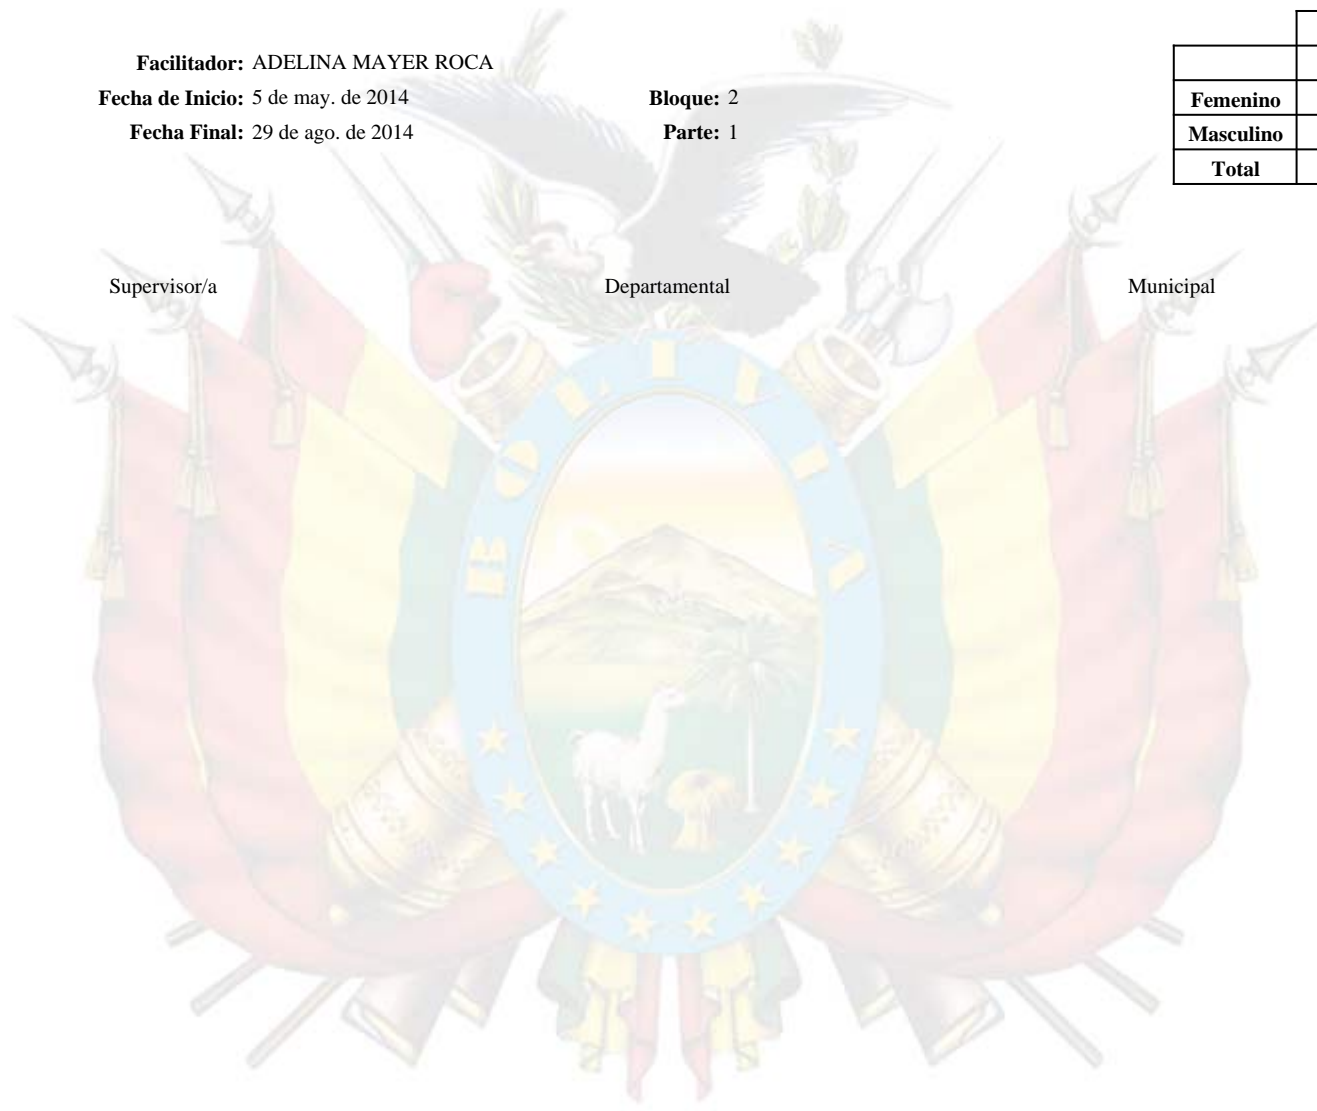 Facilitador: ADELINA MAYER ROCA
Fecha de Inicio: 5 de may. de 2014 Bloque: 2
Femenino
Fecha Final: 29 de ago. de 2014 Parte: 1
Masculino
Total
Supervisor/a Departamental Municipal
BOLIVIA